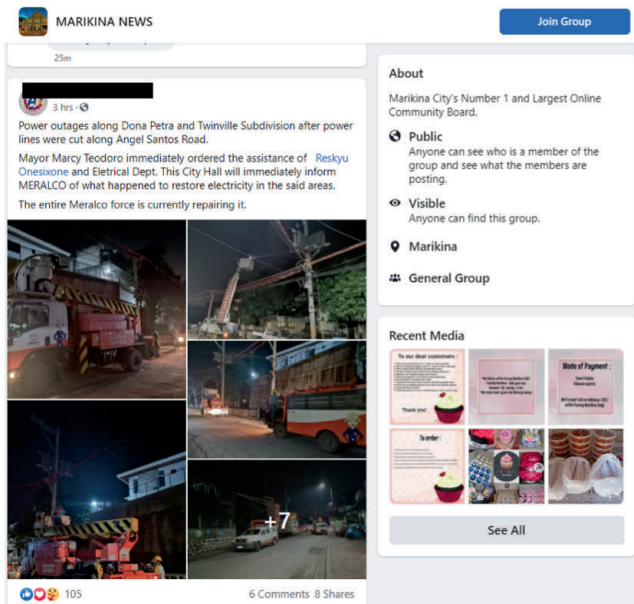 MARIKINA NEWS
Join Group
25m
3 hrs ·
Power outages along Dona Petra and Twinville Subdivision after power
lines were cut along Angel Santos Road.
Mayor Marcy Teodoro immediately ordered the assistance of Reskyu
Onesixone and Eletrical Dept. This City Hall will immediately inform
MERALCO of what happened to restore electricity in the said areas.
The entire Meralco force is currently repairing it.
+7
105
6 Comments 8 Shares
About
Marikina City's Number 1 and Largest Online
Community Board.
Public
Anyone can see who is a member of the
group and see what the members are
posting.
Visible
Anyone can find this group.
Marikina
General Group
Recent Media
To our dear customers :
Thank you!
Mode of Payment :
To order :
See All